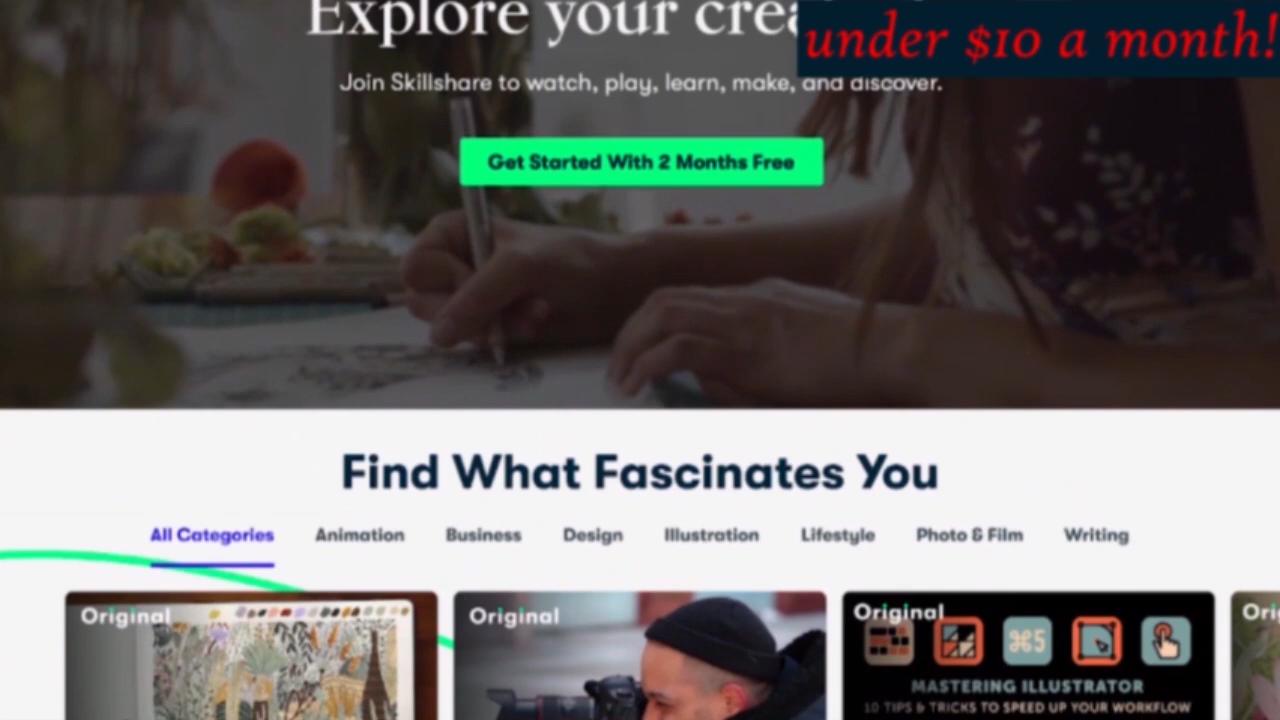 Explore your crea
under $10 a month!
Join Skillshare to watch, play, learn, make, and discover.
Get Started With 2 Months Free
Find What Fascinates You
All Categories Animation Business Design Illustration Lifestyle Photo & Film Writing
Original Original Original Ori
⌘5
MASTERING ILLUSTRATOR
10 TIPS & TRICKS TO SPEED UP YOUR WORKFLOW